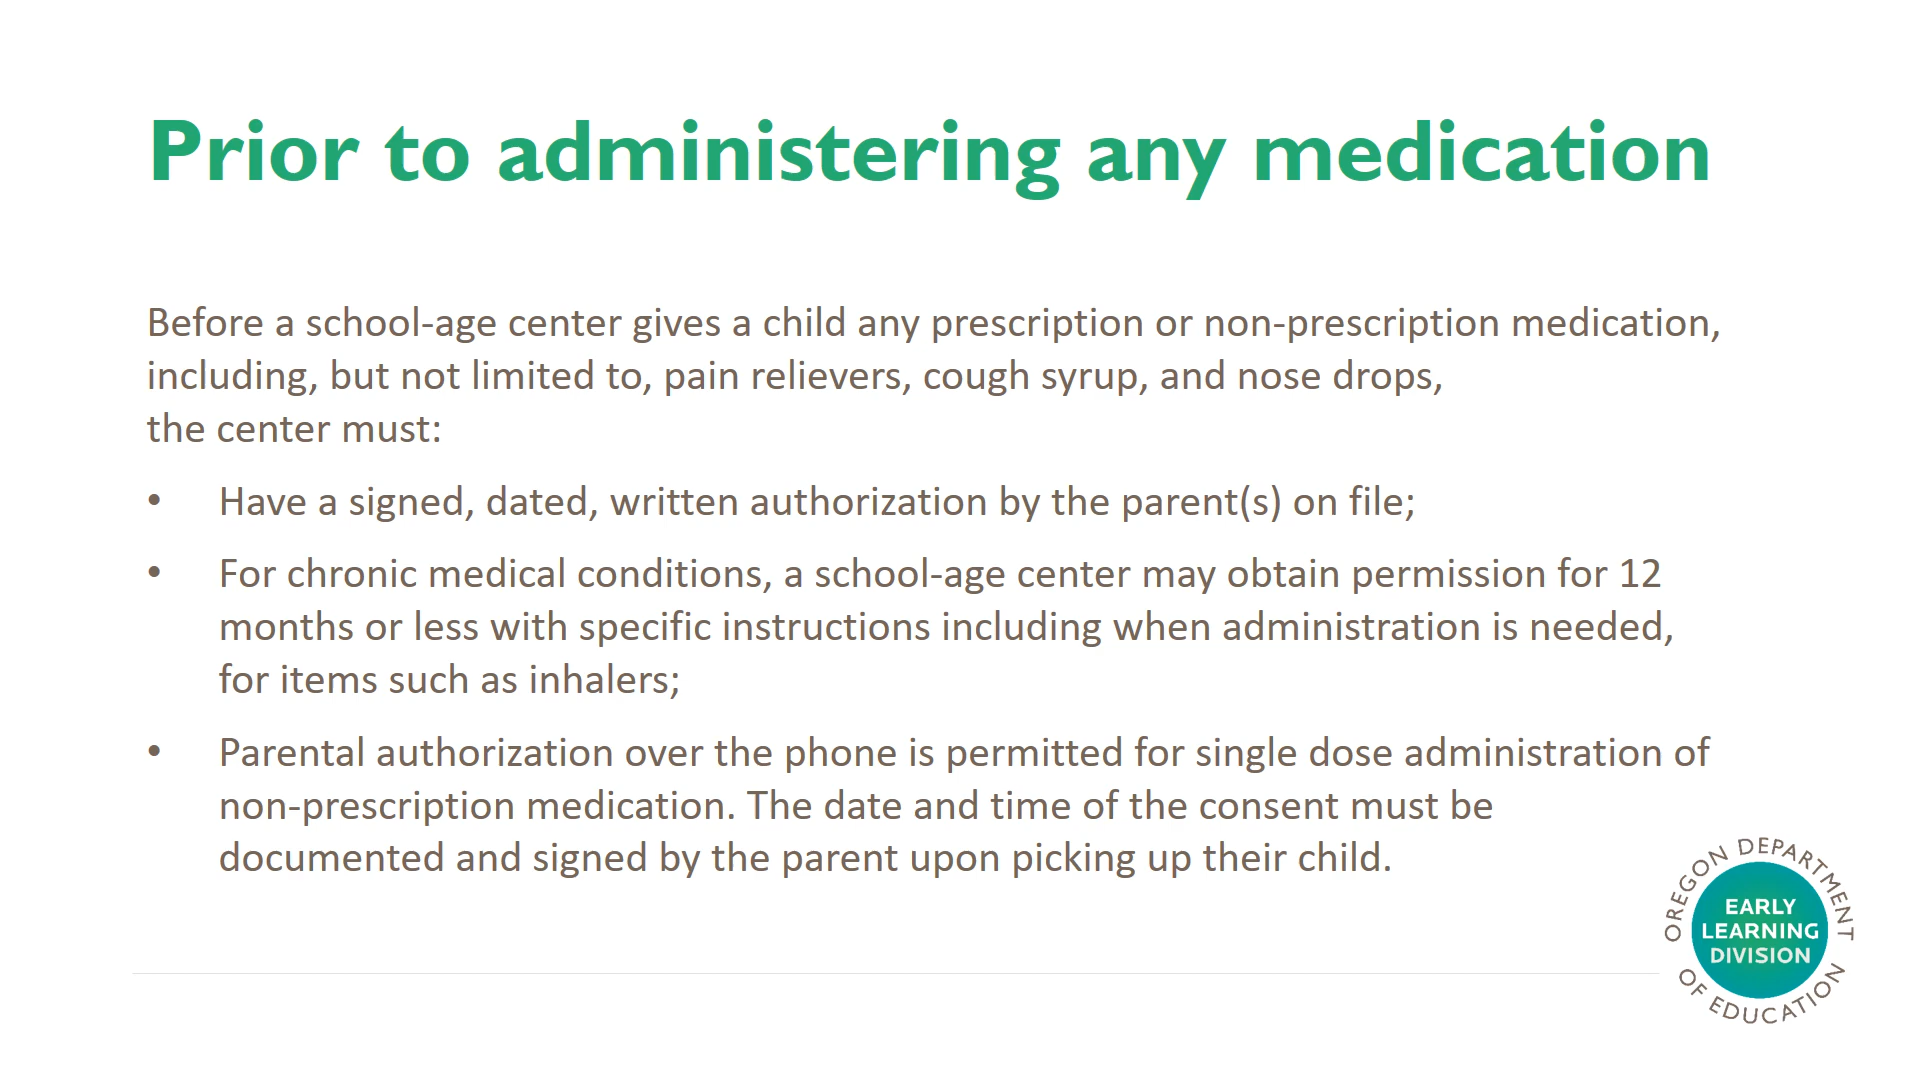 Prior to administering any medication
Before a school-age center gives a child any prescription or non-prescription medication,
including, but not limited to, pain relievers, cough syrup, and nose drops,
the center must:
• Have a signed, dated, written authorization by the parent(s) on file;
• For chronic medical conditions, a school-age center may obtain permission for 12
months or less with specific instructions including when administration is needed,
for items such as inhalers;
• Parental authorization over the phone is permitted for single dose administration of
non-prescription medication. The date and time of the consent must be
documented and signed by the parent upon picking up their child.
OREGON DEPARTMENT
OF EDUCATION
EARLY
LEARNING
DIVISION